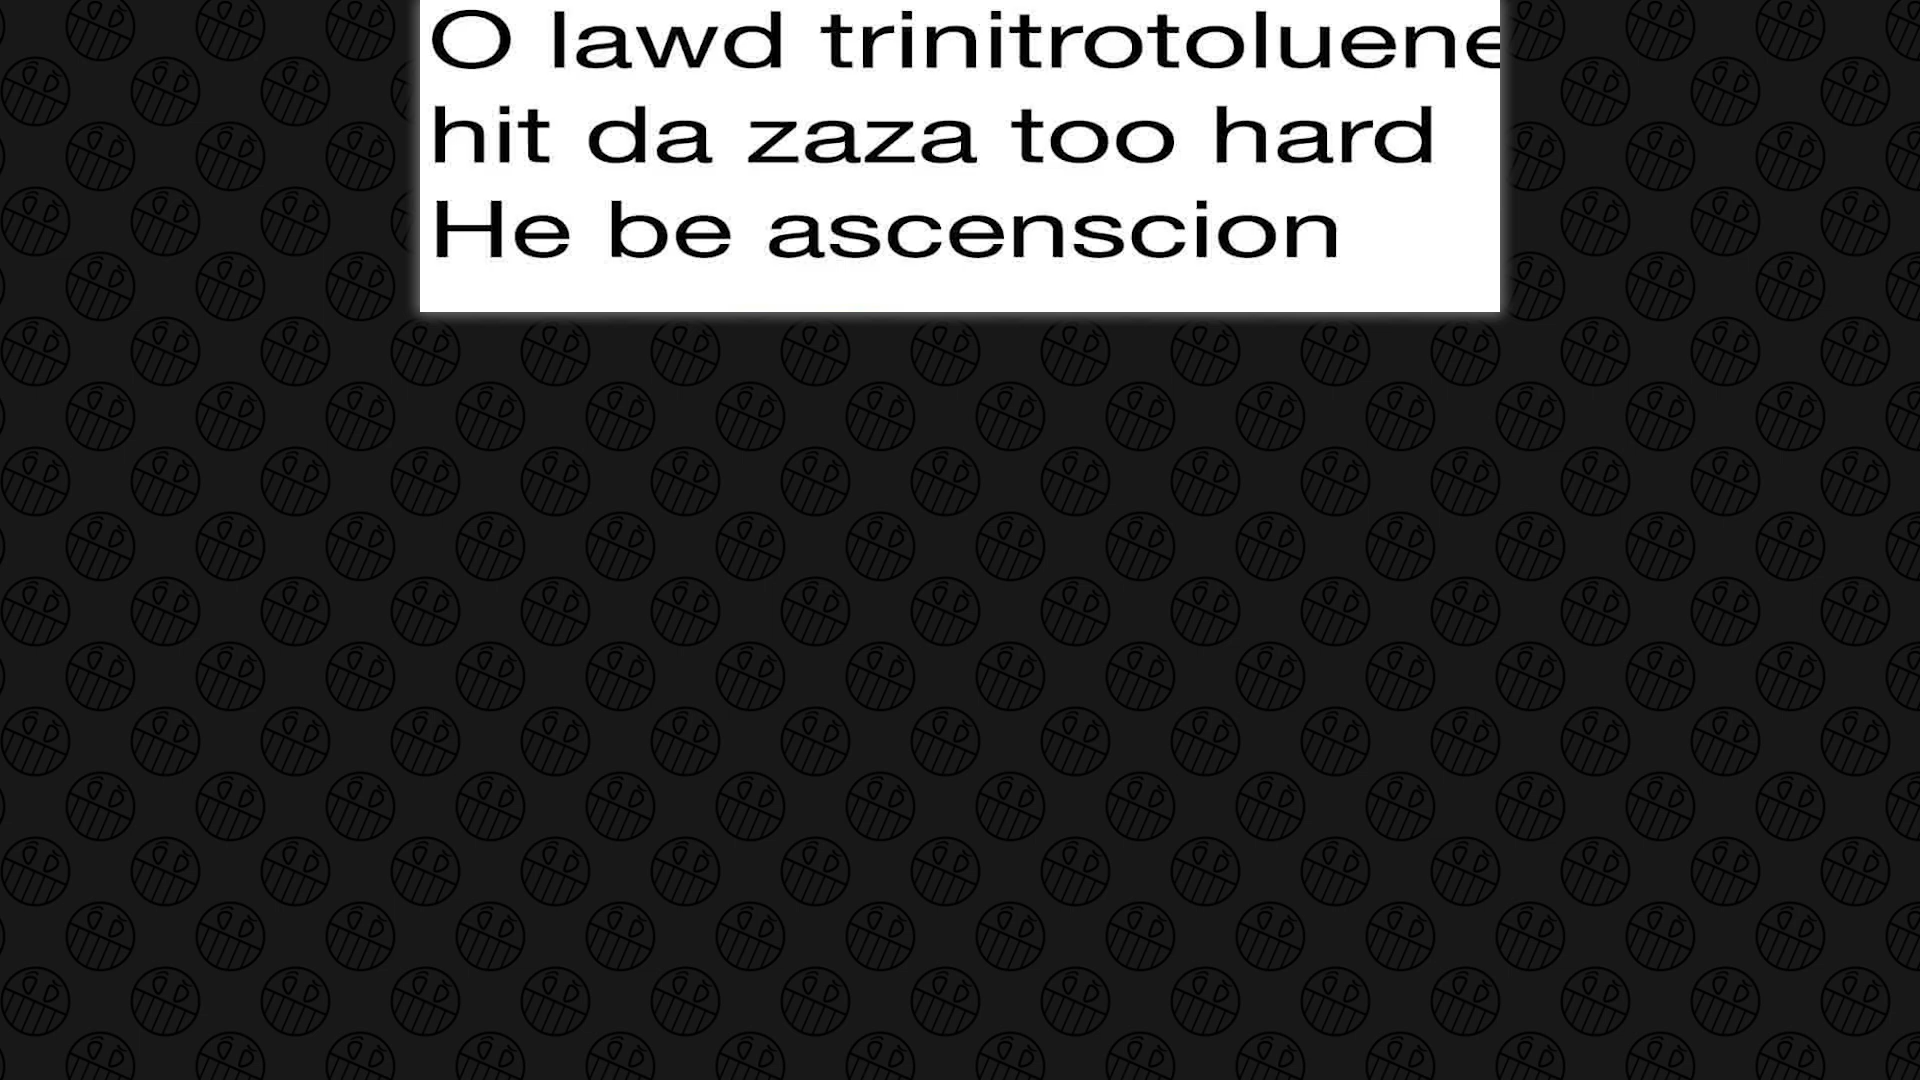 O lawd trinitrotoluene
hit da zaza too hard
He be ascenscion